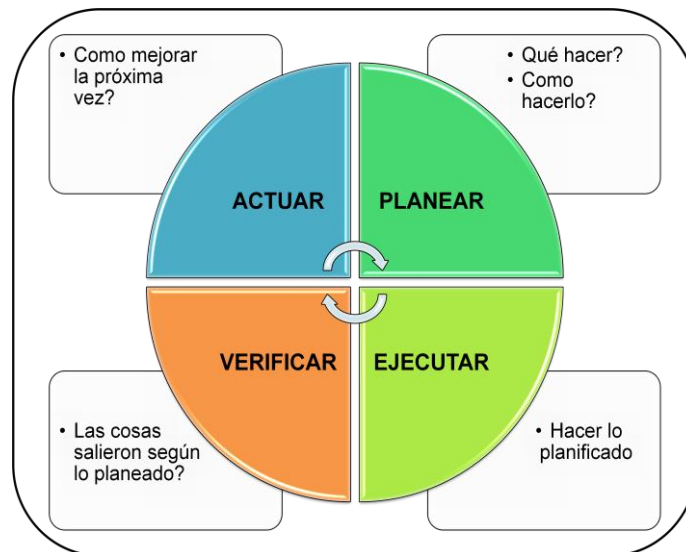 • Como mejorar
la próxima
vez?
• Qué hacer?
• Como
hacerlo?
ACTUAR
PLANEAR
VERIFICAR
EJECUTAR
• Las cosas
salieron según
lo planeado?
• Hacer lo
planificado